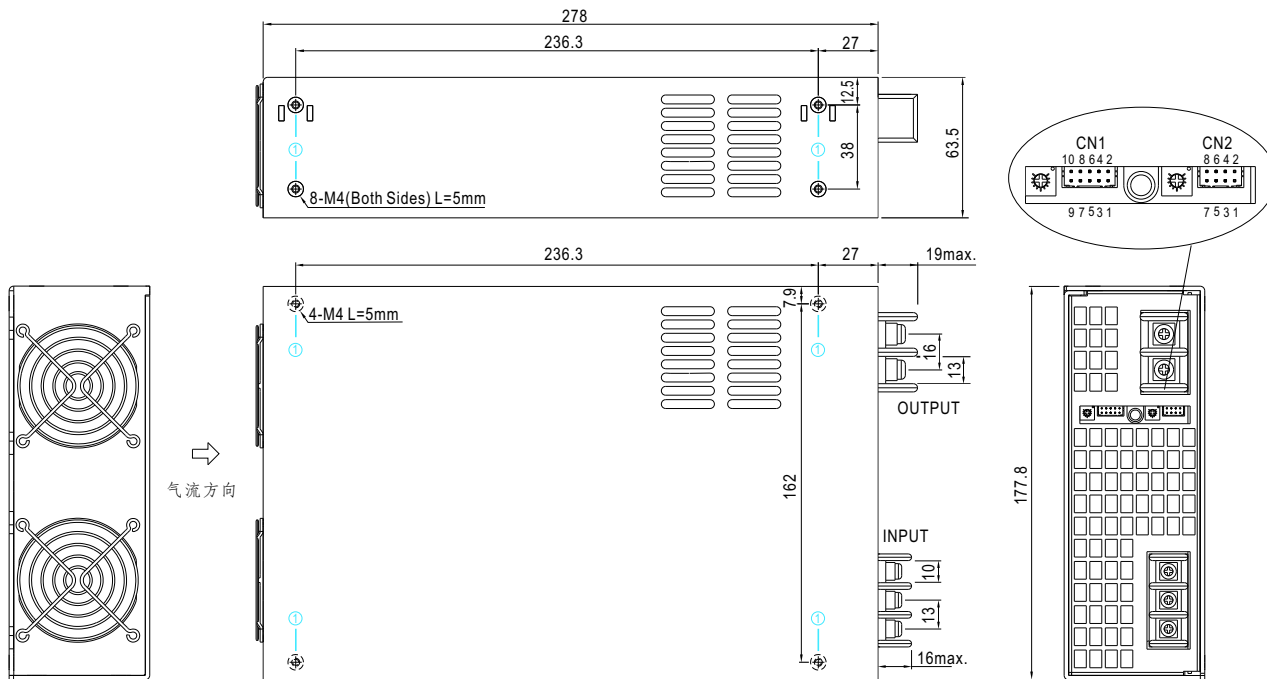 278
236.3
27
12.5
38
63.5
①
①
8-M4(Both Sides) L=5mm
CN1
CN2
10 8 6 4 2
8 6 4 2
9 7 5 3 1
7 5 3 1
236.3
27
19max.
7.9
4-M4 L=5mm
①
①
16
13
OUTPUT
气流方向
162
177.8
INPUT
10
13
①
①
16max.